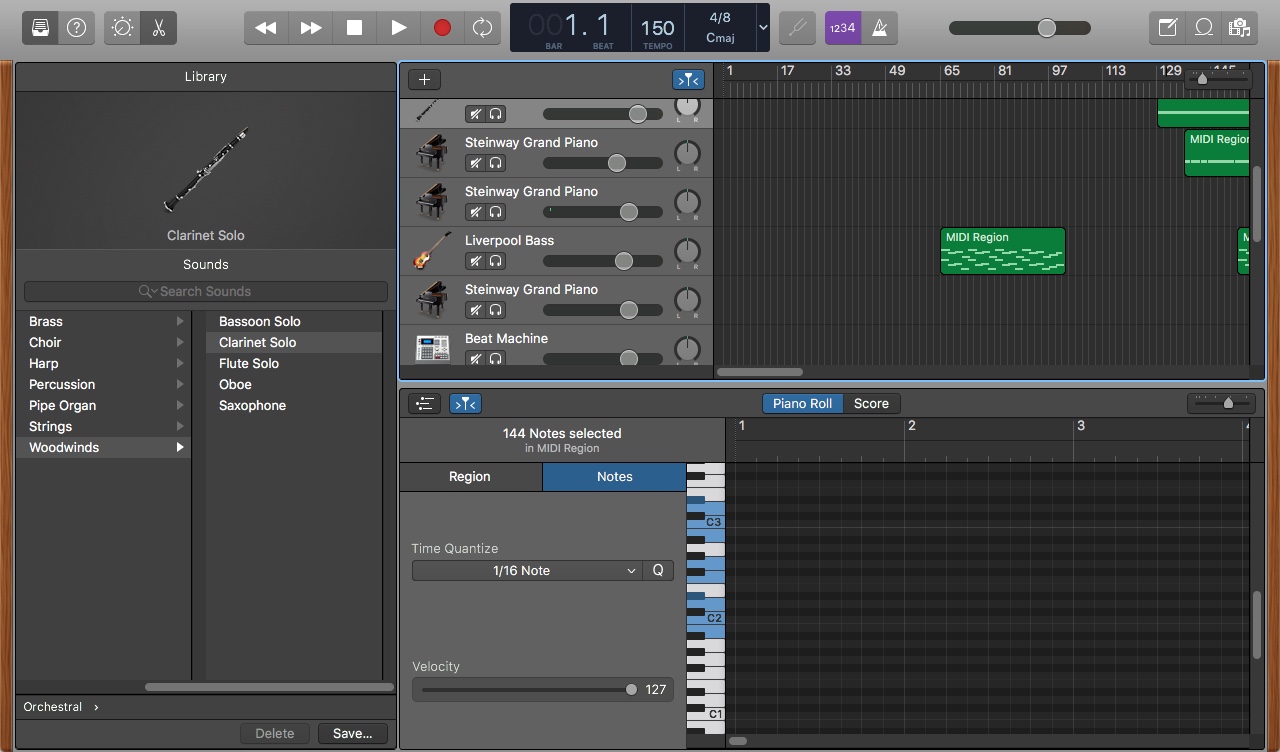 001. 1
BAR BEAT
150
TEMPO
4/8
Cmaj
1234
Library
Clarinet Solo
Sounds
Search Sounds
Brass
Choir
Harp
Percussion
Pipe Organ
Strings
Woodwinds
Bassoon Solo
Clarinet Solo
Flute Solo
Oboe
Saxophone
Orchestral ›
Delete Save...
1 17 33 49 65 81 97 113 129 145
L R
Steinway Grand Piano
L R
Steinway Grand Piano
L R
Liverpool Bass
L R
Steinway Grand Piano
L R
Beat Machine
MIDI Region
MIDI Region
M
Piano Roll Score
144 Notes selected
in MIDI Region
Region Notes
Time Quantize
1/16 Note Q
Velocity
127
1 2 3 4
C3
C2
C1